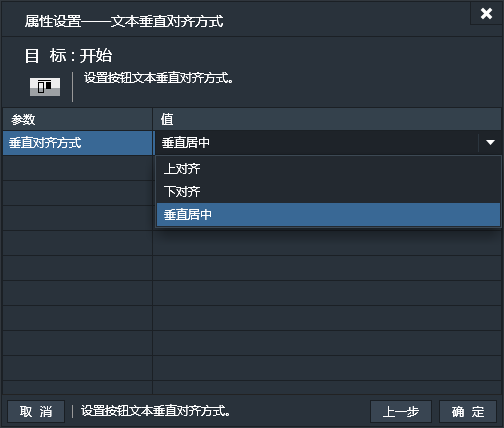 属性设置——文本垂直对齐方式
目 标 : 开始
设置按钮文本垂直对齐方式。
参数 值
垂直对齐方式 垂直居中
上对齐
下对齐
垂直居中
取 消 设置按钮文本垂直对齐方式。 上一步 确 定